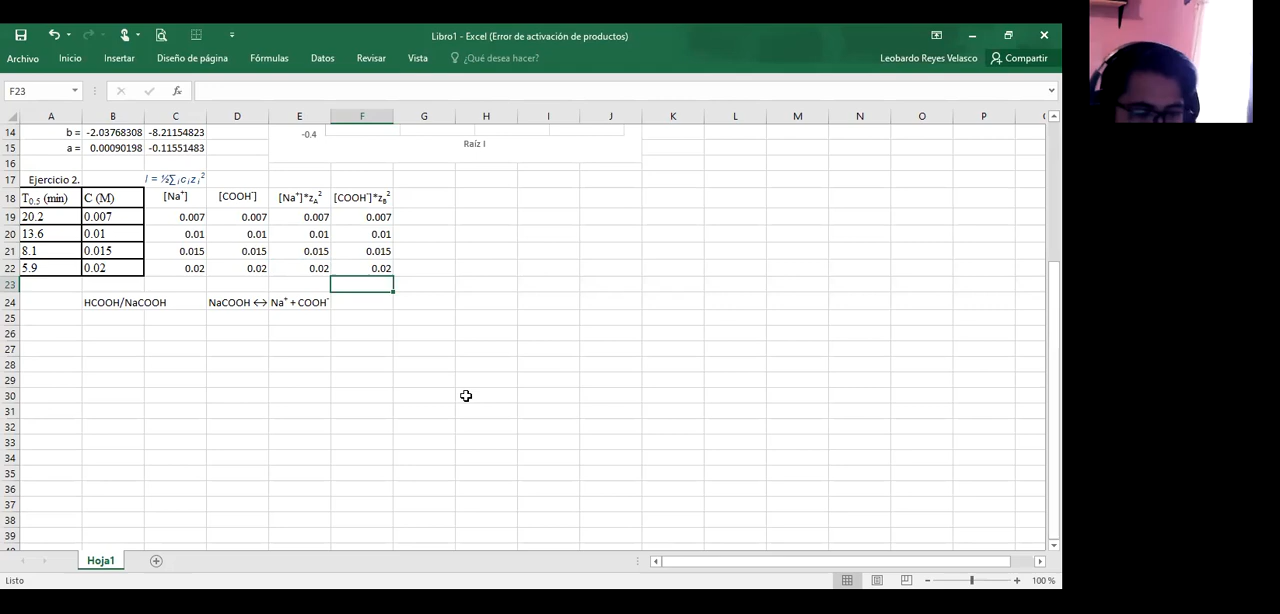 Libro1 - Excel (Error de activación de productos)
Archivo Inicio Insertar Diseño de página Fórmulas Datos Revisar Vista ¿Qué desea hacer? Leobardo Reyes Velasco Compartir
F23 fx
A B C D E F G H I J K L M N O P
14 b = -2.03768308 -8.21154823 -0.4
15 a = 0.00090198 -0.11551483 Raíz I
16
17 Ejercicio 2. I = ½∑ᵢcᵢzᵢ²
18 T0.5 (min) C (M) [Na⁺] [COOH⁻] [Na⁺]*zA² [COOH⁻]*zB²
19 20.2 0.007 0.007 0.007 0.007 0.007
20 13.6 0.01 0.01 0.01 0.01 0.01
21 8.1 0.015 0.015 0.015 0.015 0.015
22 5.9 0.02 0.02 0.02 0.02 0.02
23
24 HCOOH/NaCOOH NaCOOH ↔ Na⁺ + COOH⁻
25
26
27
28
29
30
31
32
33
34
35
36
37
38
39
Hoja1
Listo 100 %